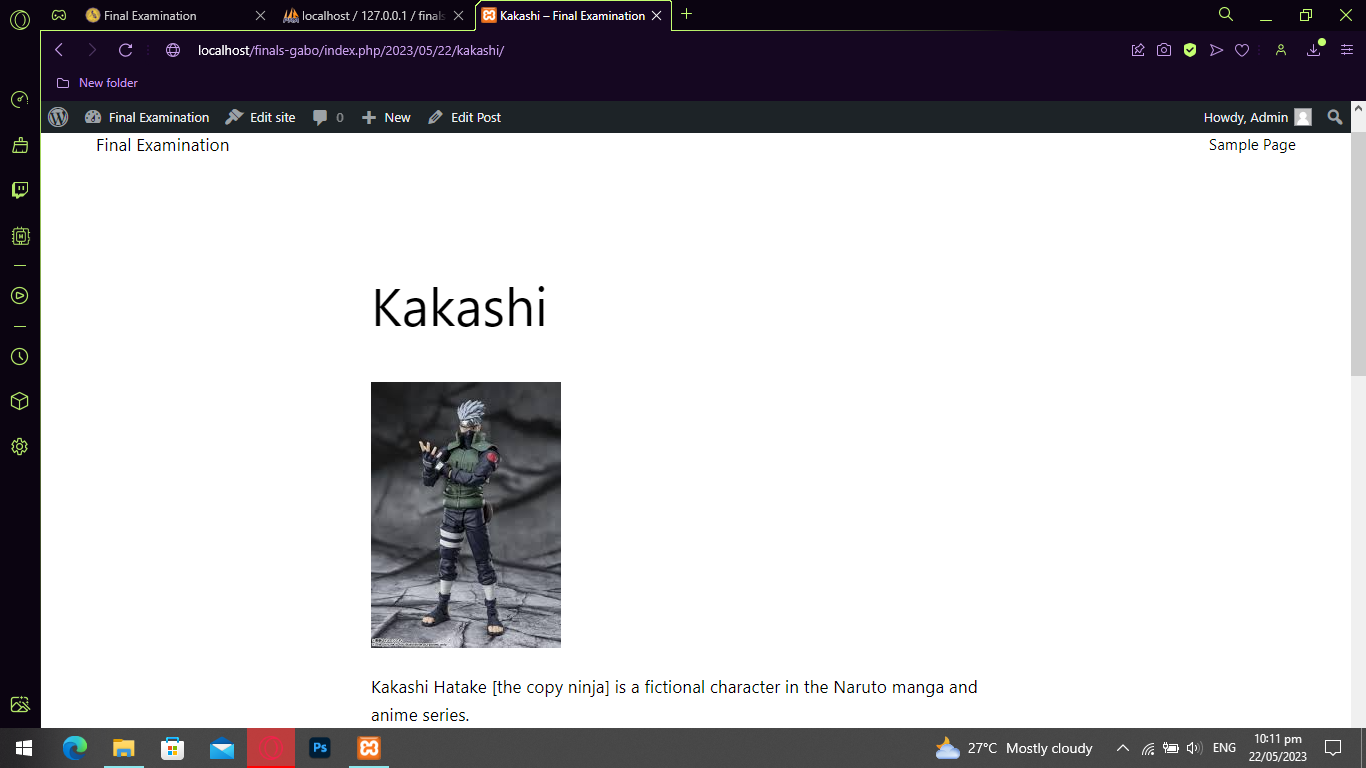 Final Examination
localhost / 127.0.0.1 / finals
Kakashi – Final Examination
localhost/finals-gabo/index.php/2023/05/22/kakashi/
New folder
Final Examination
Edit site
0
New
Edit Post
Howdy, Admin
Final Examination
Sample Page
Kakashi
Kakashi Hatake [the copy ninja] is a fictional character in the Naruto manga and
anime series.
Ps
27°C Mostly cloudy
ENG
10:11 pm
22/05/2023